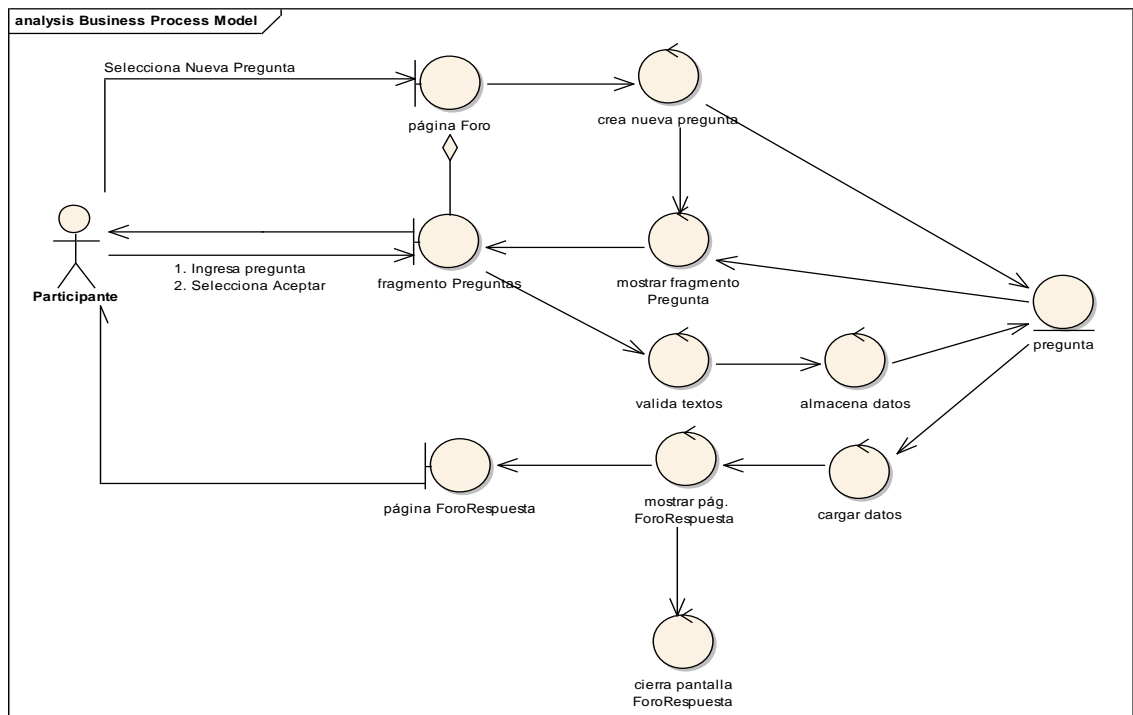 analysis Business Process Model
Selecciona Nueva Pregunta
página Foro
crea nueva pregunta
1. Ingresa pregunta
2. Selecciona Aceptar
Participante
fragmento Preguntas
mostrar fragmento
Pregunta
pregunta
valida textos
almacena datos
página ForoRespuesta
mostrar pág.
ForoRespuesta
cargar datos
cierra pantalla
ForoRespuesta